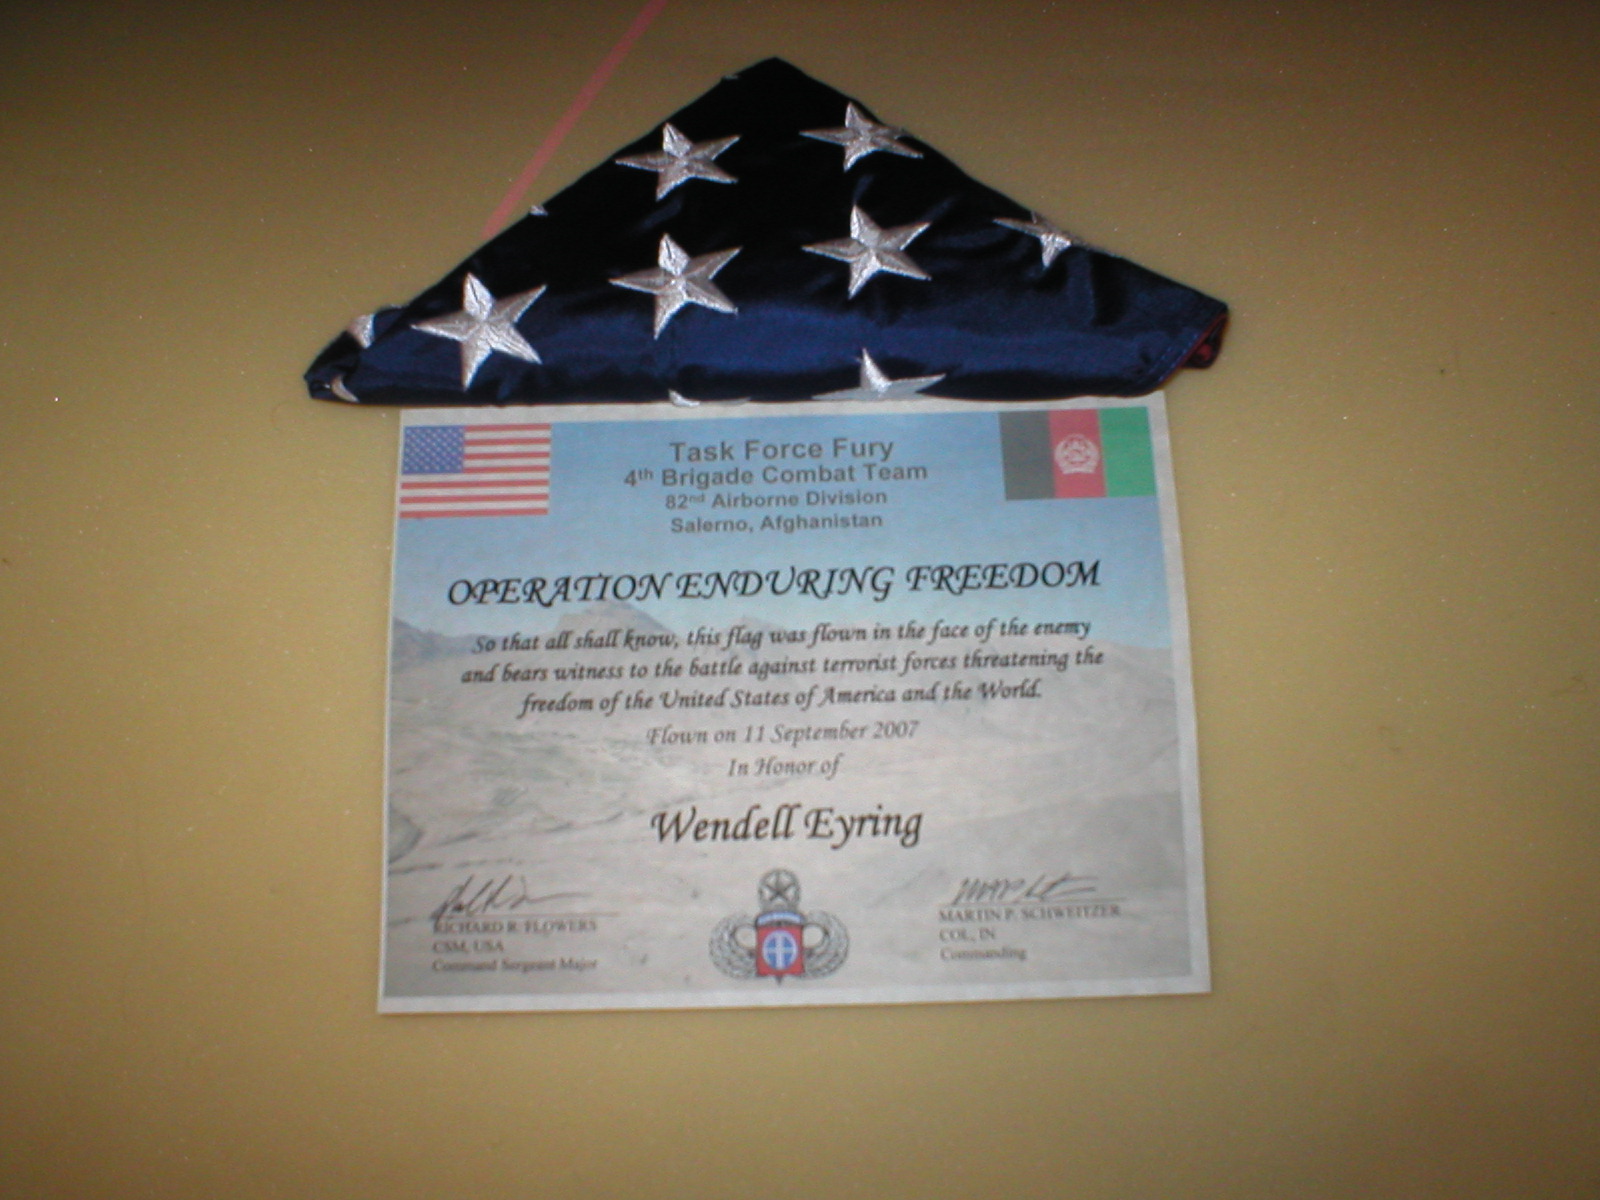 Task Force Fury
4th Brigade Combat Team
82nd Airborne Division
Salerno, Afghanistan
OPERATION ENDURING FREEDOM
So that all shall know, this flag was flown in the face of the enemy
and bears witness to the battle against terrorist forces threatening the
freedom of the United States of America and the World.
Flown on 11 September 2007
In Honor of
Wendell Eyring
RICHARD R. FLOWERS
CSM, USA
Command Sergeant Major
MARTIN P. SCHWEITZER
COL, IN
Commanding